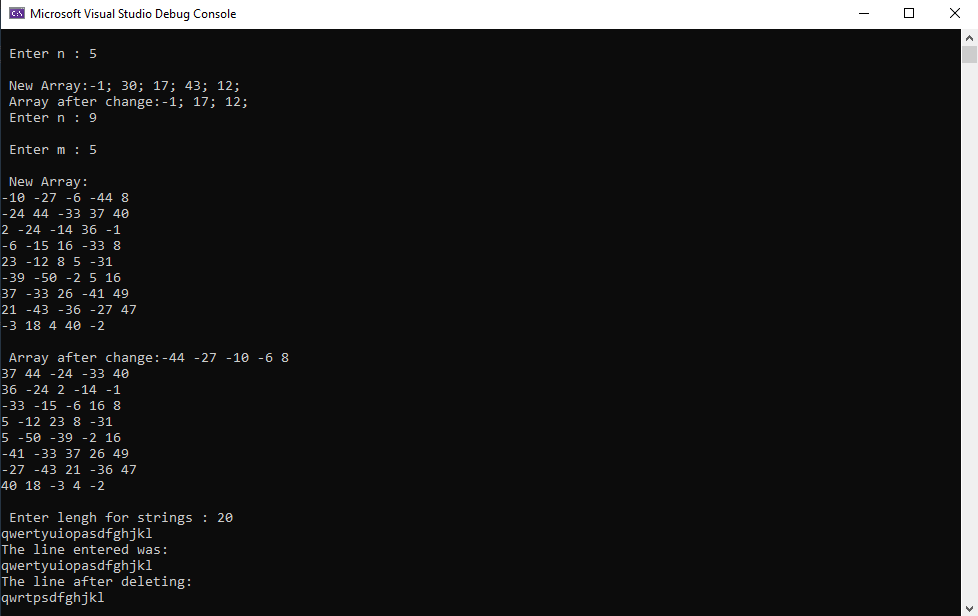 Microsoft Visual Studio Debug Console
Enter n : 5
New Array:-1; 30; 17; 43; 12;
Array after change:-1; 17; 12;
Enter n : 9
Enter m : 5
New Array:
-10 -27 -6 -44 8
-24 44 -33 37 40
2 -24 -14 36 -1
-6 -15 16 -33 8
23 -12 8 5 -31
-39 -50 -2 5 16
37 -33 26 -41 49
21 -43 -36 -27 47
-3 18 4 40 -2
Array after change:-44 -27 -10 -6 8
37 44 -24 -33 40
36 -24 2 -14 -1
-33 -15 -6 16 8
5 -12 23 8 -31
5 -50 -39 -2 16
-41 -33 37 26 49
-27 -43 21 -36 47
40 18 -3 4 -2
Enter lengh for strings : 20
qwertyuiopasdfghjkl
The line entered was:
qwertyuiopasdfghjkl
The line after deleting:
qwrtpsdfghjkl